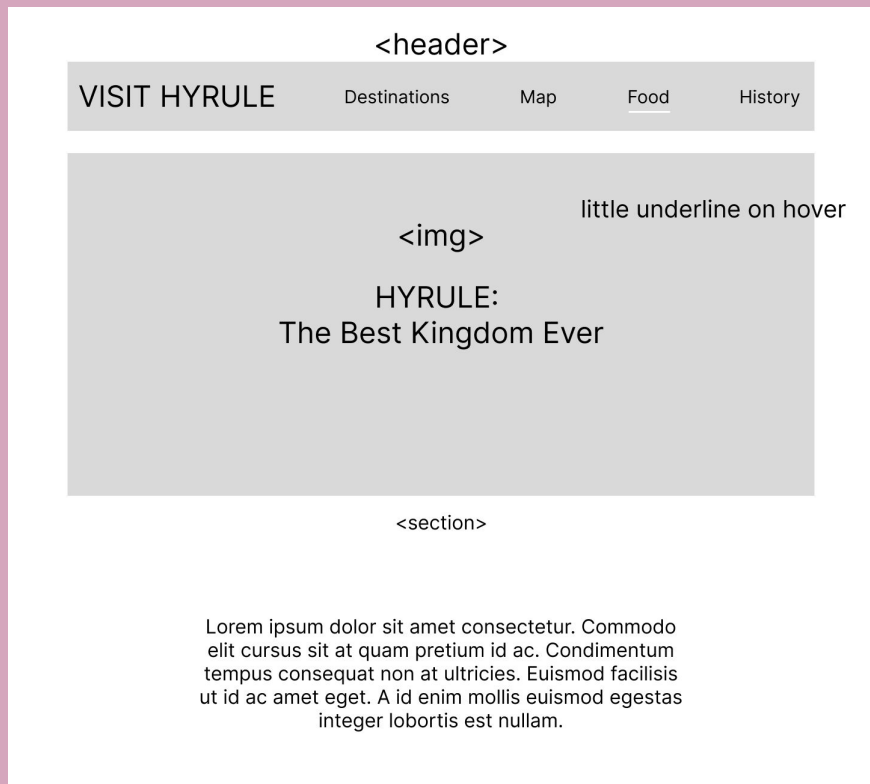 <header>
VISIT HYRULE Destinations Map Food History
little underline on hover
<img>
HYRULE:
The Best Kingdom Ever
<section>
Lorem ipsum dolor sit amet consectetur. Commodo
elit cursus sit at quam pretium id ac. Condimentum
tempus consequat non at ultricies. Euismod facilisis
ut id ac amet eget. A id enim mollis euismod egestas
integer lobortis est nullam.